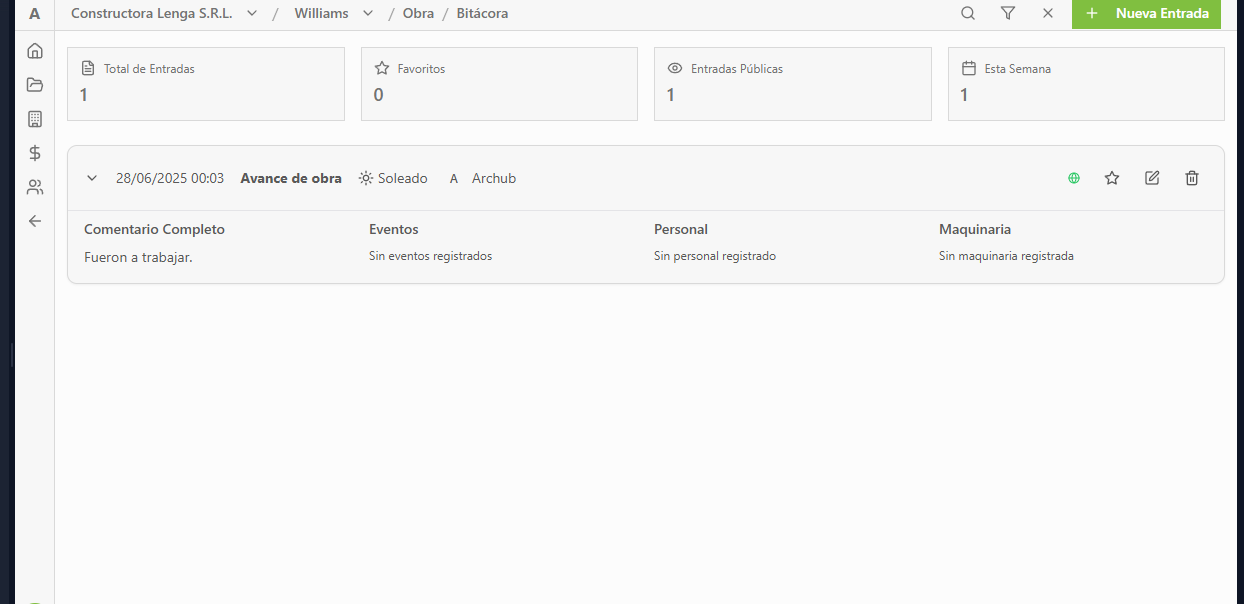 A Constructora Lenga S.R.L. / Williams / Obra / Bitácora + Nueva Entrada
Total de Entradas
1
Favoritos
0
Entradas Públicas
1
Esta Semana
1
28/06/2025 00:03 Avance de obra Soleado A Archub
Comentario Completo
Fueron a trabajar.
Eventos
Sin eventos registrados
Personal
Sin personal registrado
Maquinaria
Sin maquinaria registrada